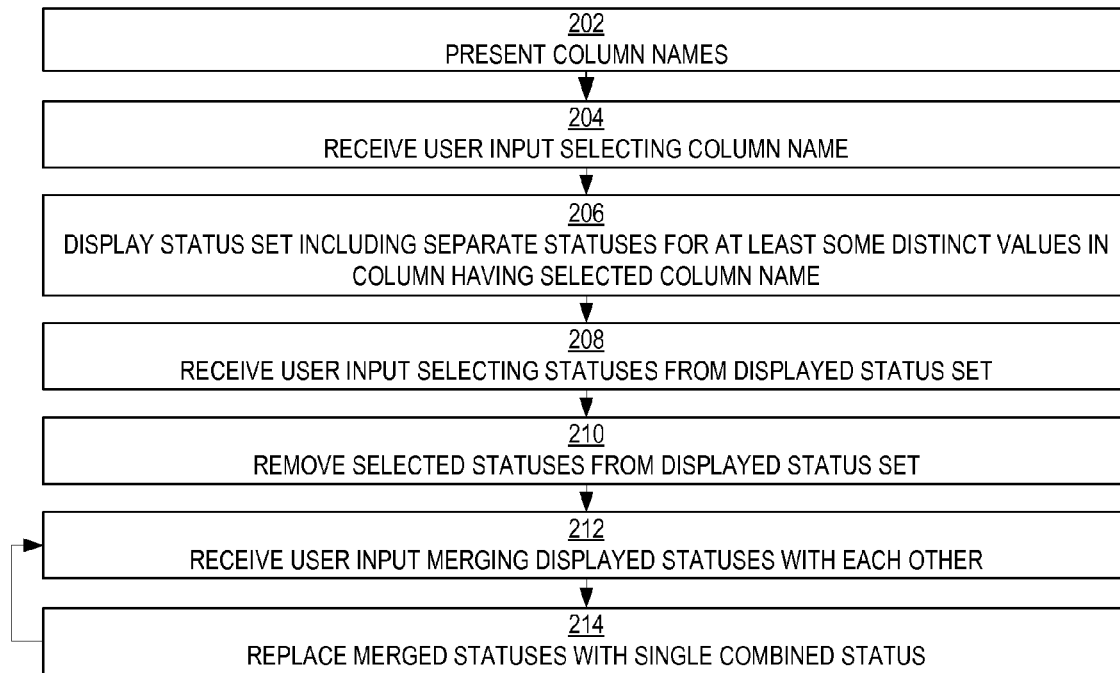 202
PRESENT COLUMN NAMES
204
RECEIVE USER INPUT SELECTING COLUMN NAME
206
DISPLAY STATUS SET INCLUDING SEPARATE STATUSES FOR AT LEAST SOME DISTINCT VALUES IN
COLUMN HAVING SELECTED COLUMN NAME
208
RECEIVE USER INPUT SELECTING STATUSES FROM DISPLAYED STATUS SET
210
REMOVE SELECTED STATUSES FROM DISPLAYED STATUS SET
212
RECEIVE USER INPUT MERGING DISPLAYED STATUSES WITH EACH OTHER
214
REPLACE MERGED STATUSES WITH SINGLE COMBINED STATUS